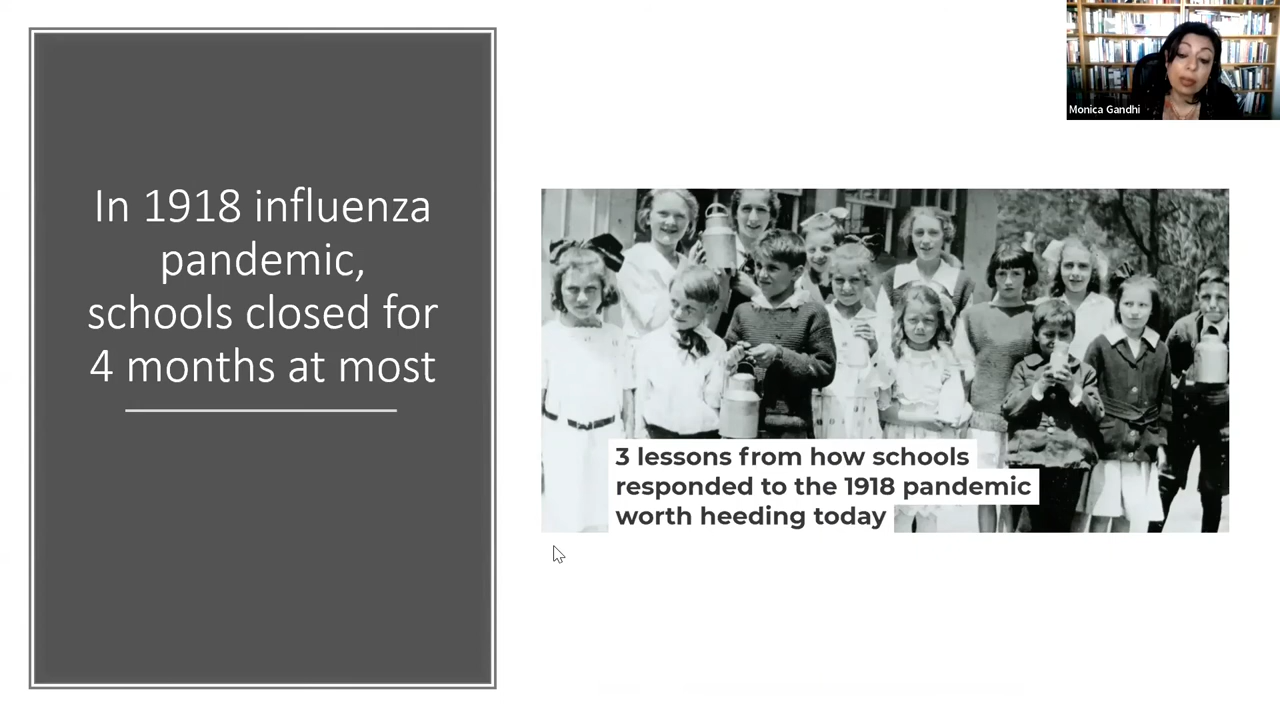 In 1918 influenza
pandemic,
schools closed for
4 months at most
Monica Gandhi
3 lessons from how schools
responded to the 1918 pandemic
worth heeding today